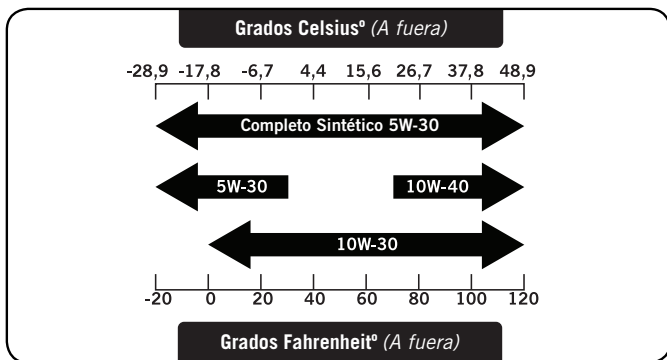 Grados Celsiusº (A fuera)
-28,9 -17,8 -6,7 4,4 15,6 26,7 37,8 48,9
Completo Sintético 5W-30
5W-30 10W-40
10W-30
-20 0 20 40 60 80 100 120
Grados Fahrenheitº (A fuera)